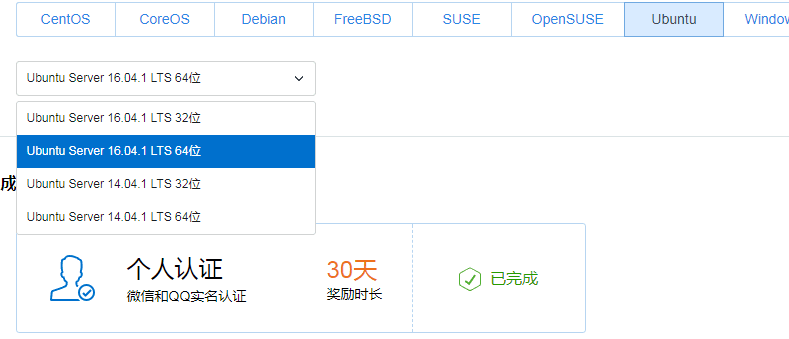 CentOS
CoreOS
Debian
FreeBSD
SUSE
OpenSUSE
Ubuntu
Window
Ubuntu Server 16.04.1 LTS 64位
Ubuntu Server 16.04.1 LTS 32位
Ubuntu Server 16.04.1 LTS 64位
Ubuntu Server 14.04.1 LTS 32位
Ubuntu Server 14.04.1 LTS 64位
成
个人认证
30天
已完成
微信和QQ实名认证
奖励时长